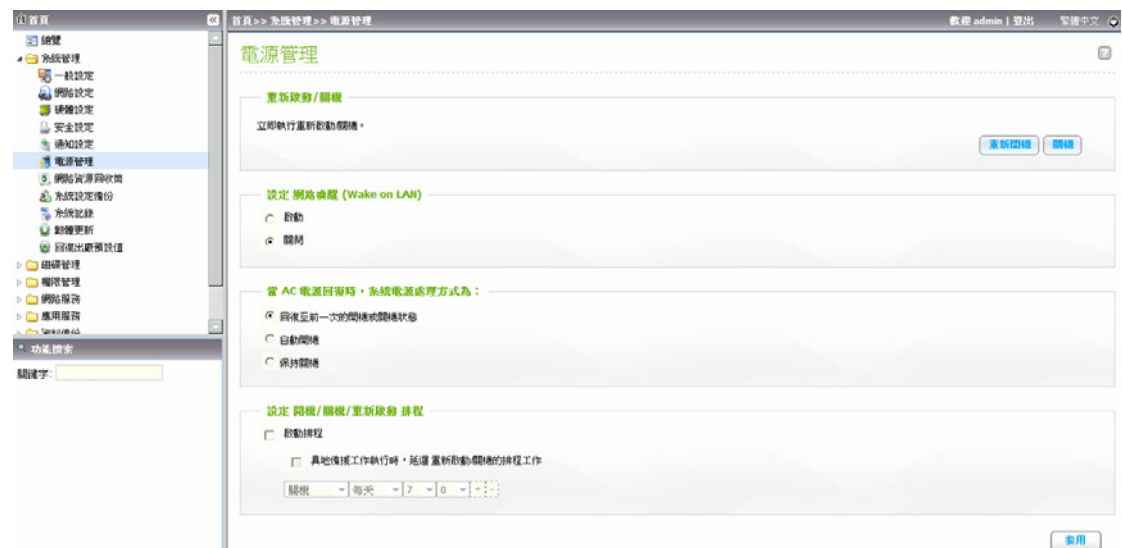 首頁
首頁>> 系統管理>> 電源管理
歡迎 admin | 登出 繁體中文
總覽
系統管理
一般設定
網路設定
硬體設定
安全設定
通知設定
電源管理
網路資源回收筒
系統設定備份
系統記錄
韌體更新
回復出廠預設值
磁碟管理
權限管理
網路服務
應用服務
資料備份
功能搜索
關鍵字:
電源管理
重新啟動/關機
立即執行重新啟動/關機。
重新開機 關機
設定 網路喚醒 (Wake on LAN)
啟動
關閉
當 AC 電源回復時，系統電源處理方式為：
回復至前一次的開機或關機狀態
自動開機
保持關機
設定 開機/關機/重新啟動 排程
啟動排程
異地備援工作執行時，延遲 重新啟動/關機的排程工作
關機 每天 7 0 + -
套用